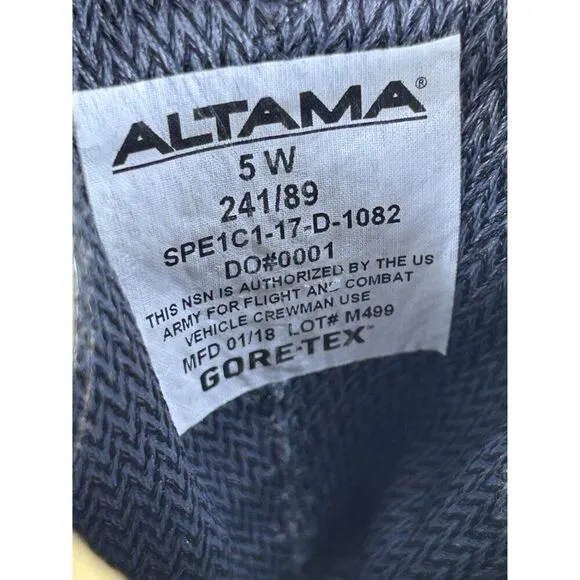 ALTAMA®
5 W
241/89
SPE1C1-17-D-1082
DO#0001
THIS NSN IS AUTHORIZED BY THE US
ARMY FOR FLIGHT AND COMBAT
VEHICLE CREWMAN USE
MFD 01/18 LOT# M499
GORE-TEX™